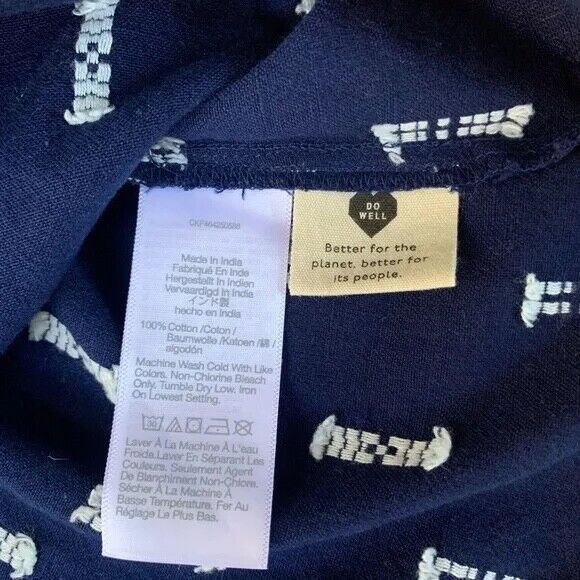 CKF464250588
Made In India
Fabriqué En Inde
Hergestellt In Indien
Vervaardigd In India
インド製
hecho en India
100% Cotton /Coton /
Baumwolle /Katoen /綿 /
algodón
Machine Wash Cold With Like
Colors. Non-Chlorine Bleach
Only. Tumble Dry Low. Iron
On Lowest Setting.
Laver À La Machine À L'eau
Froide.Laver En Séparant Les
Couleurs. Seulement Agent
De Blanchiment Non-Chlore.
Sécher À La Machine À
Basse Température. Fer Au
Réglage Le Plus Bas.
DO
WELL
Better for the
planet, better for
its people.